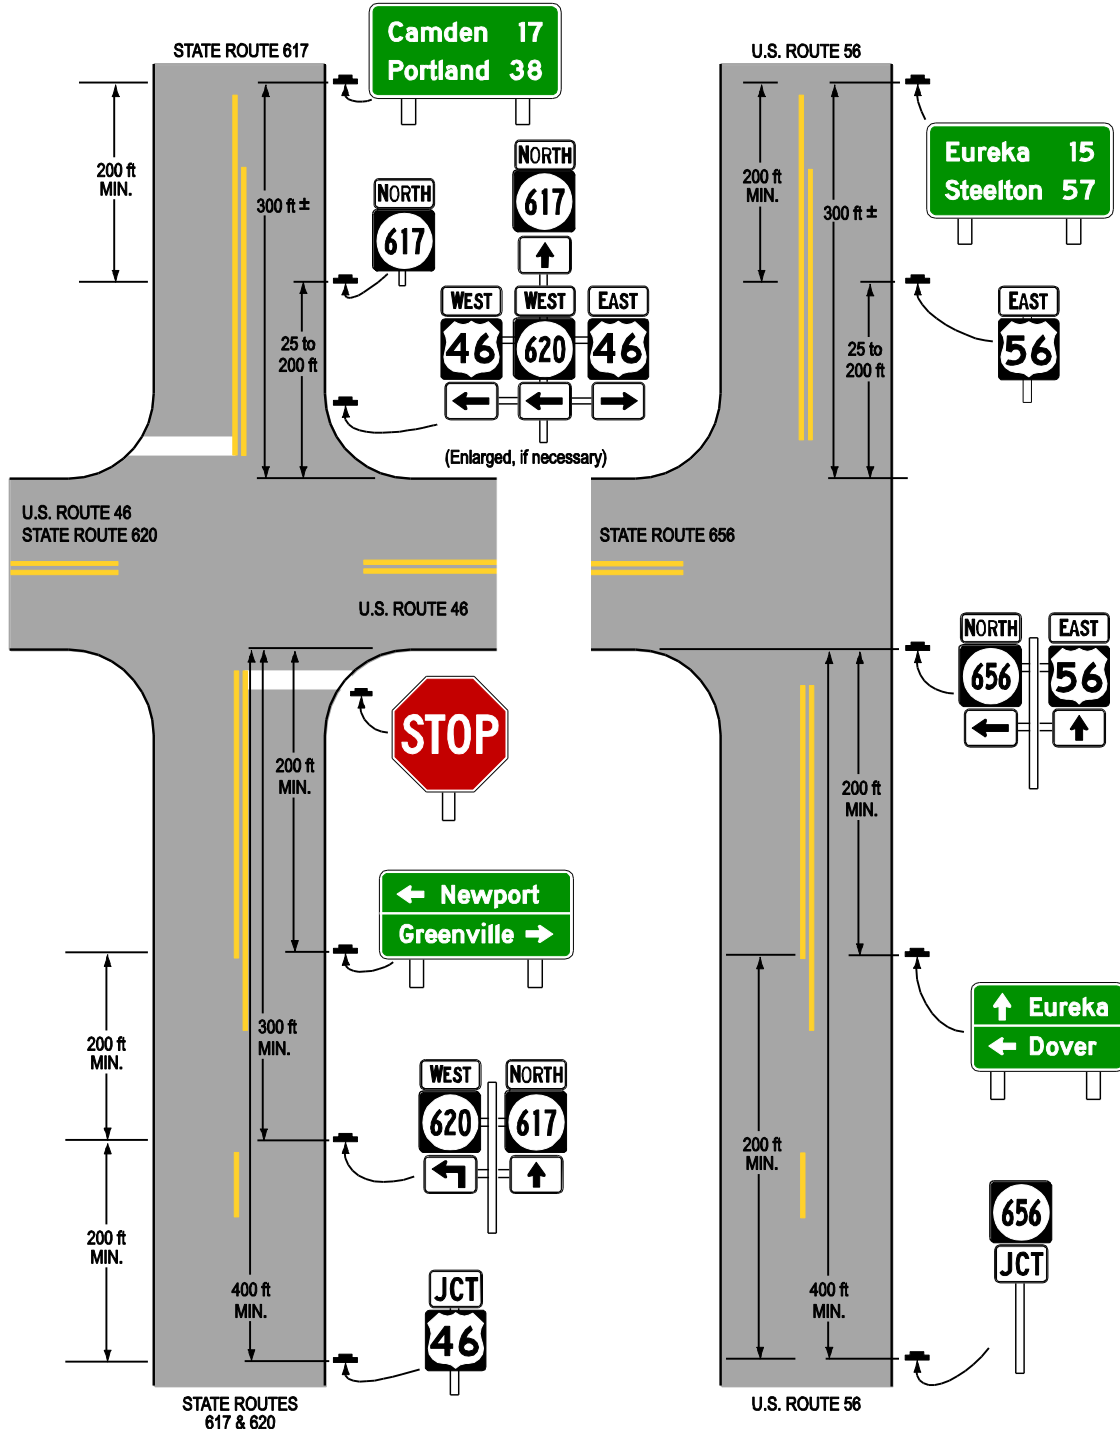 STATE ROUTE 617
Camden 17
Portland 38
200 ft
MIN.
300 ft ±
NORTH
617
NORTH
617
25 to
200 ft
WEST
46
WEST
620
EAST
46
(Enlarged, if necessary)
U.S. ROUTE 46
STATE ROUTE 620
U.S. ROUTE 46
STOP
200 ft
MIN.
Newport
Greenville
200 ft
MIN.
300 ft
MIN.
WEST
620
NORTH
617
200 ft
MIN.
400 ft
MIN.
JCT
46
STATE ROUTES
617 & 620
U.S. ROUTE 56
Eureka 15
Steelton 57
200 ft
MIN.
300 ft ±
EAST
56
25 to
200 ft
STATE ROUTE 656
NORTH
656
EAST
56
200 ft
MIN.
Eureka
Dover
200 ft
MIN.
656
JCT
400 ft
MIN.
U.S. ROUTE 56